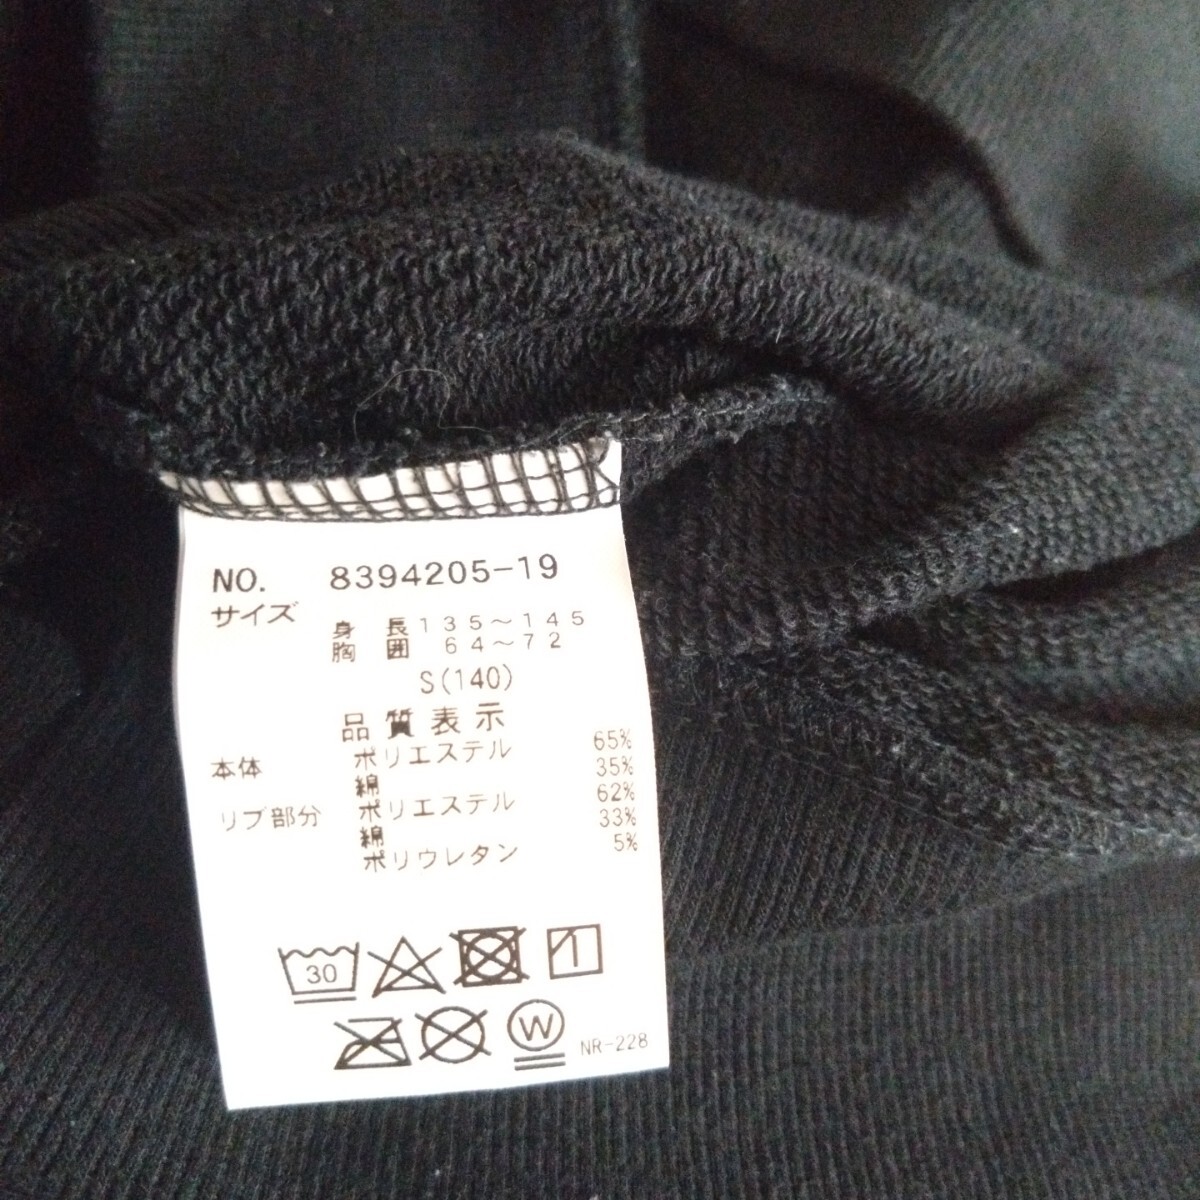 NO. 8394205-19
サイズ
身 長 135～145
胸 囲 64～72
S(140)
品質表示
本体 ポリエステル 65%
綿 35%
リブ部分 ポリエステル 62%
綿 33%
ポリウレタン 5%
30
W NR-228